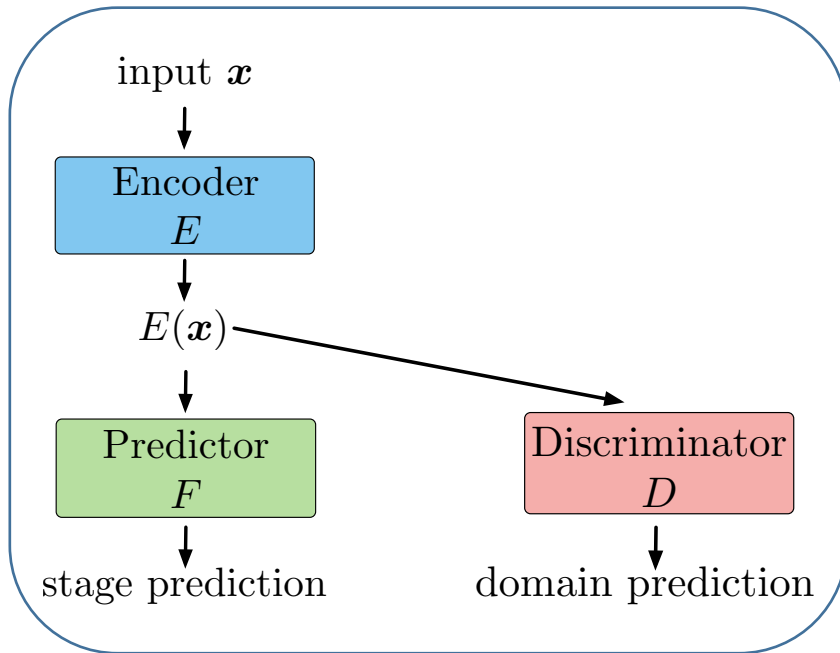 input x
Encoder
E
E(x)
Predictor
F
stage prediction
Discriminator
D
domain prediction